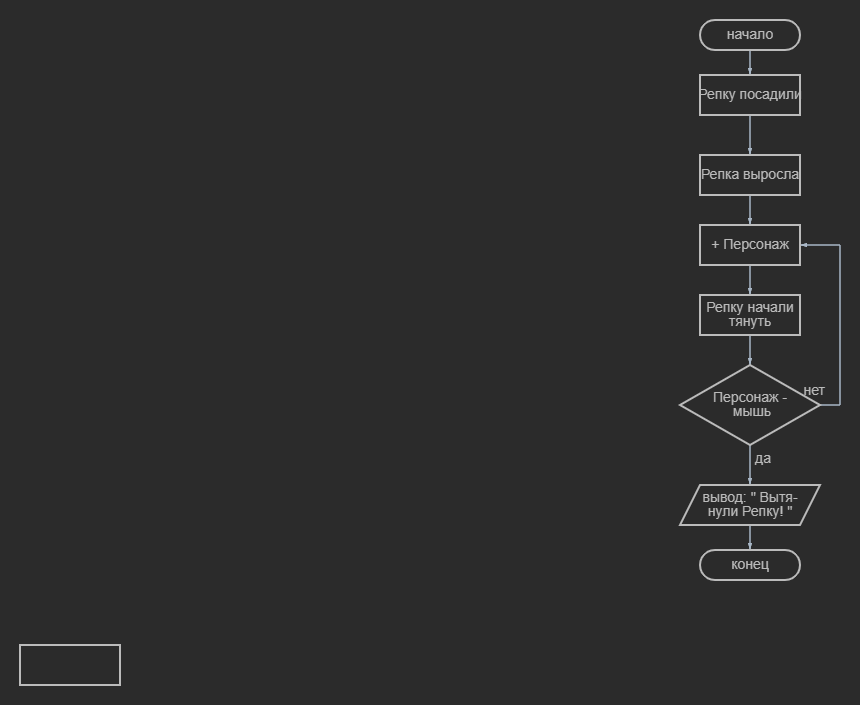 начало
Репку посадили
Репка выросла
+ Персонаж
Репку начали
тянуть
Персонаж -
мышь
нет
да
вывод: " Вытя-
нули Репку! "
конец